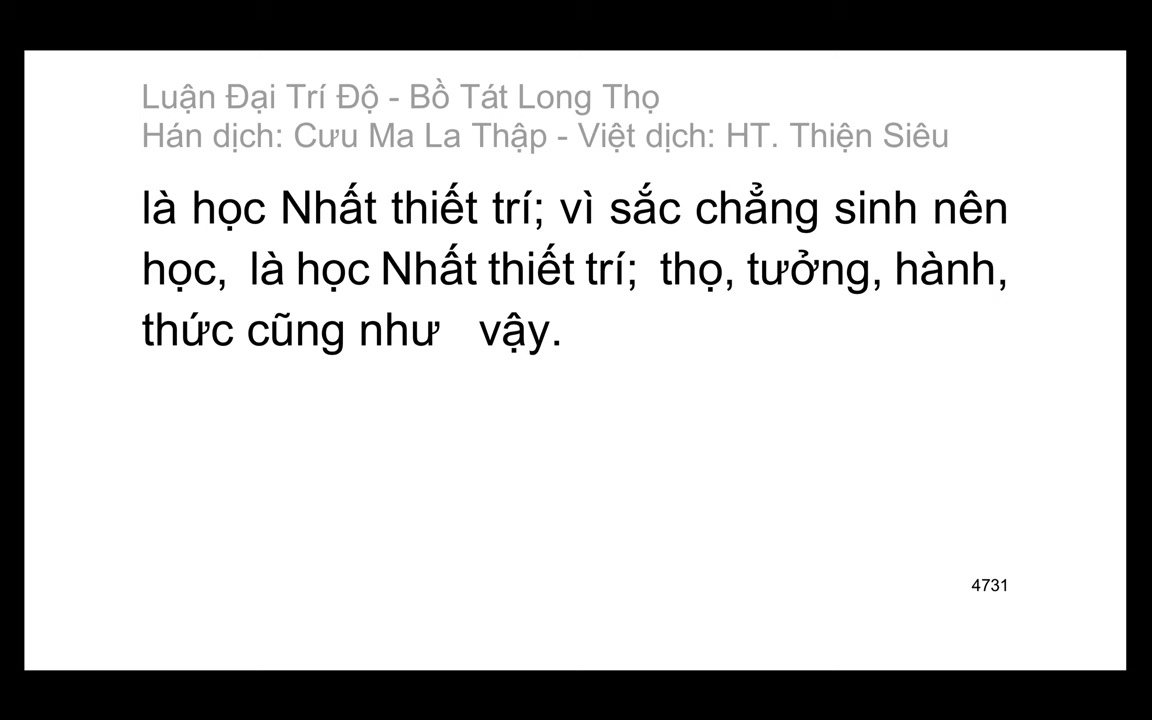 Luận Đại Trí Độ - Bồ Tát Long Thọ
Hán dịch: Cưu Ma La Thập - Việt dịch: HT. Thiện Siêu
là học Nhất thiết trí; vì sắc chẳng sinh nên
học, là học Nhất thiết trí; thọ, tưởng, hành,
thức cũng như vậy.
4731